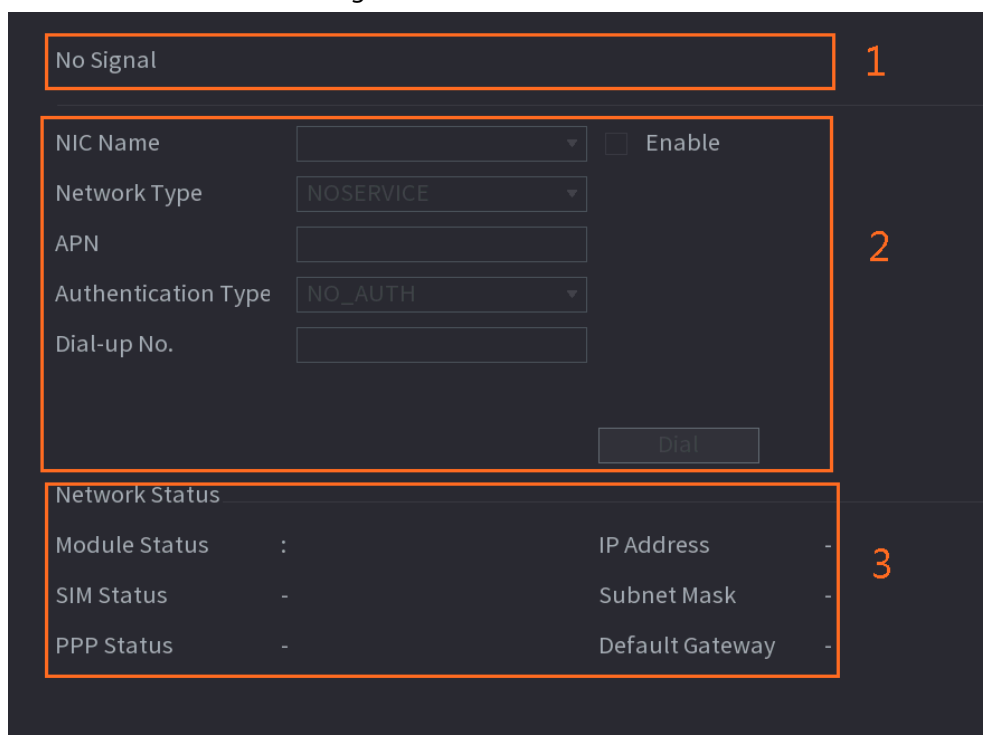 No Signal
1
NIC Name Enable
Network Type NOSERVICE
APN
2
Authentication Type NO_AUTH
Dial-up No.
Dial
Network Status
Module Status : IP Address -
3
SIM Status - Subnet Mask -
PPP Status - Default Gateway -